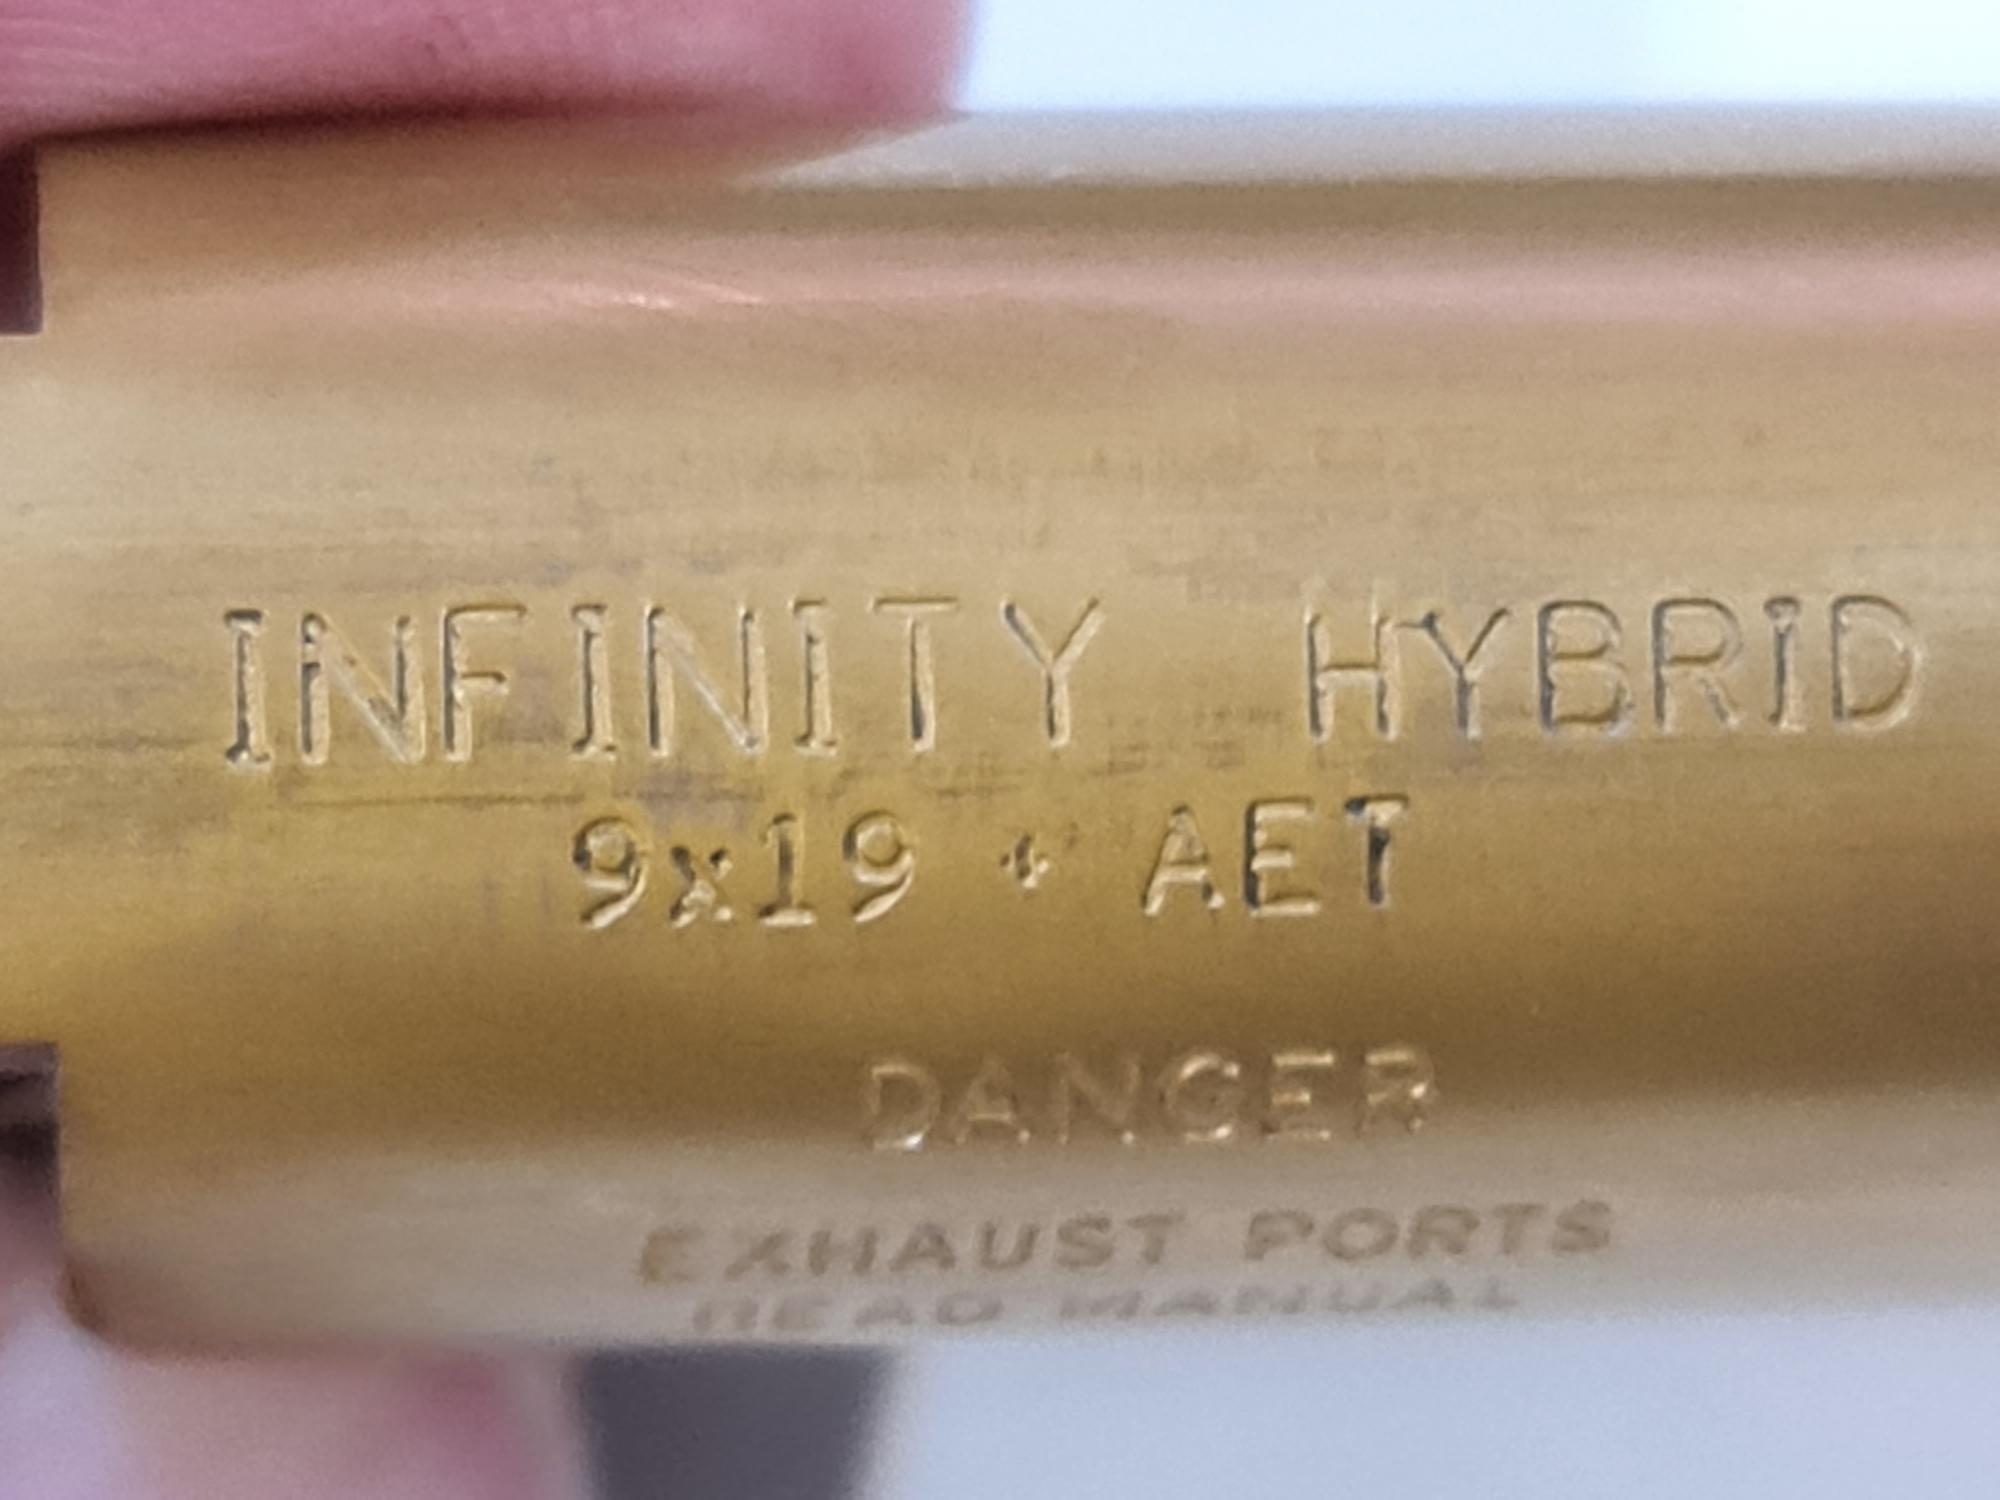 INFINITY HYBRID
9x19 + AET
DANGER
EXHAUST PORTS
READ MANUAL